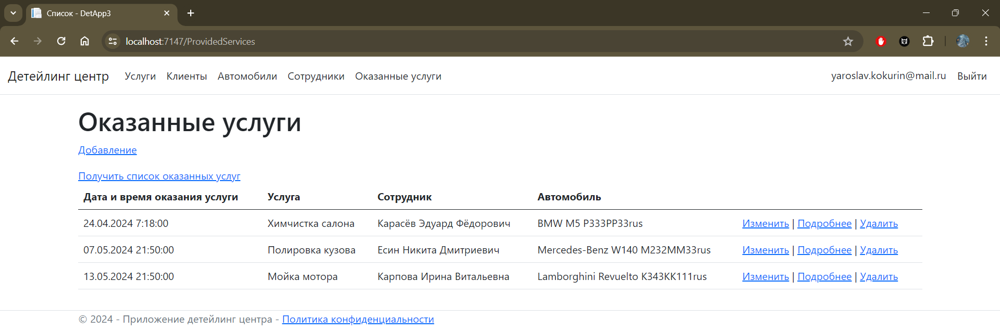 Список - DetApp3
localhost:7147/ProvidedServices
Детейлинг центр Услуги Клиенты Автомобили Сотрудники Оказанные услуги yaroslav.kokurin@mail.ru Выйти
Оказанные услуги
Добавление
Получить список оказанных услуг
Дата и время оказания услуги Услуга Сотрудник Автомобиль
24.04.2024 7:18:00 Химчистка салона Карасёв Эдуард Фёдорович BMW M5 Р333РР33rus Изменить | Подробнее | Удалить
07.05.2024 21:50:00 Полировка кузова Есин Никита Дмитриевич Mercedes-Benz W140 М232ММ33rus Изменить | Подробнее | Удалить
13.05.2024 21:50:00 Мойка мотора Карпова Ирина Витальевна Lamborghini Revuelto К343КК111rus Изменить | Подробнее | Удалить
© 2024 - Приложение детейлинг центра - Политика конфиденциальности